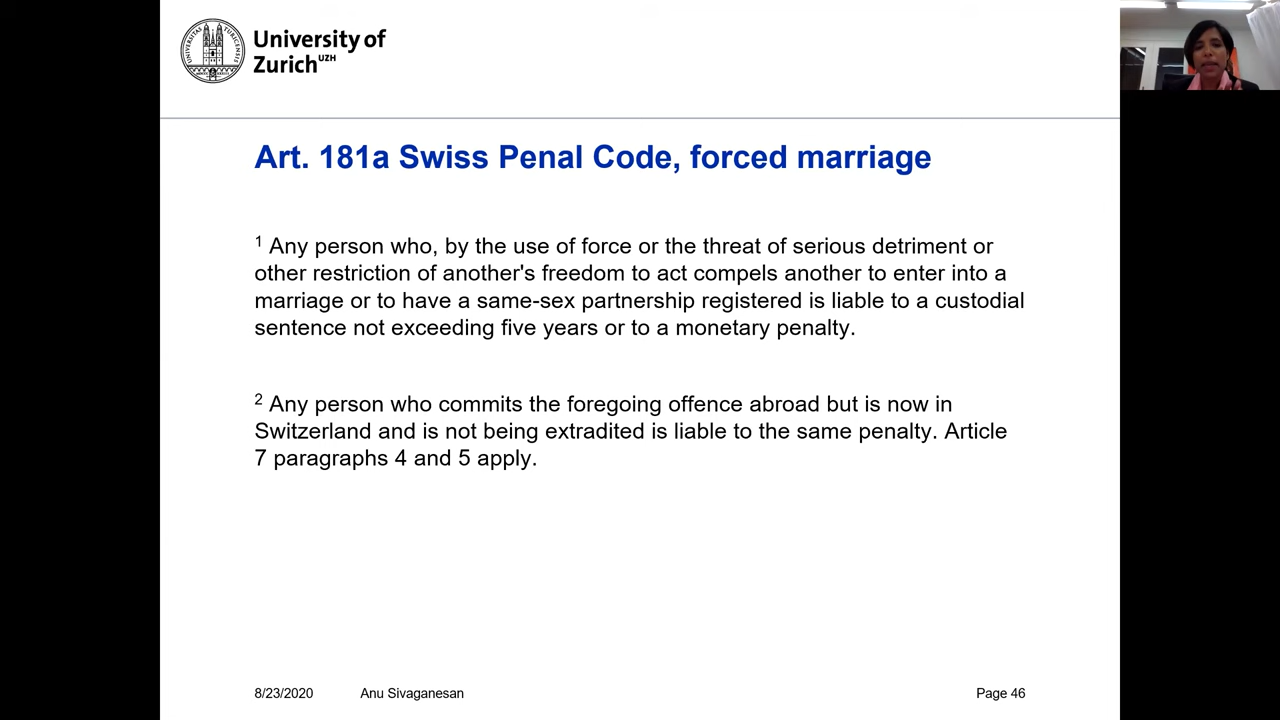 University of
Zurich UZH
Art. 181a Swiss Penal Code, forced marriage
1 Any person who, by the use of force or the threat of serious detriment or
other restriction of another's freedom to act compels another to enter into a
marriage or to have a same-sex partnership registered is liable to a custodial
sentence not exceeding five years or to a monetary penalty.
2 Any person who commits the foregoing offence abroad but is now in
Switzerland and is not being extradited is liable to the same penalty. Article
7 paragraphs 4 and 5 apply.
8/23/2020 Anu Sivaganesan Page 46